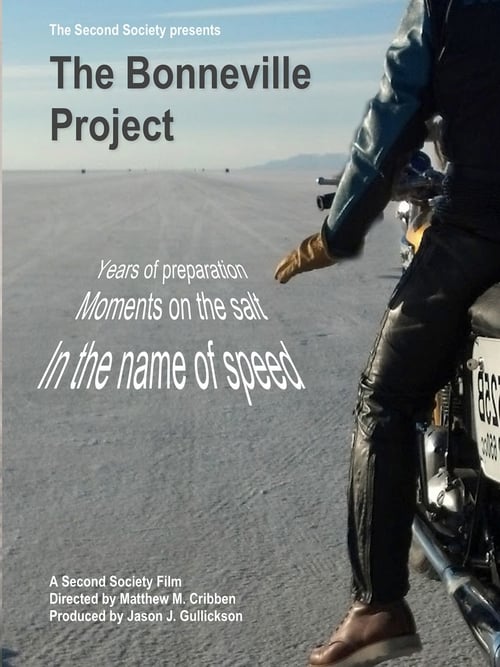 The Second Society presents
The Bonneville
Project
Years of preparation
Moments on the salt
In the name of speed
A Second Society Film
Directed by Matthew M. Cribben
Produced by Jason J. Gullickson